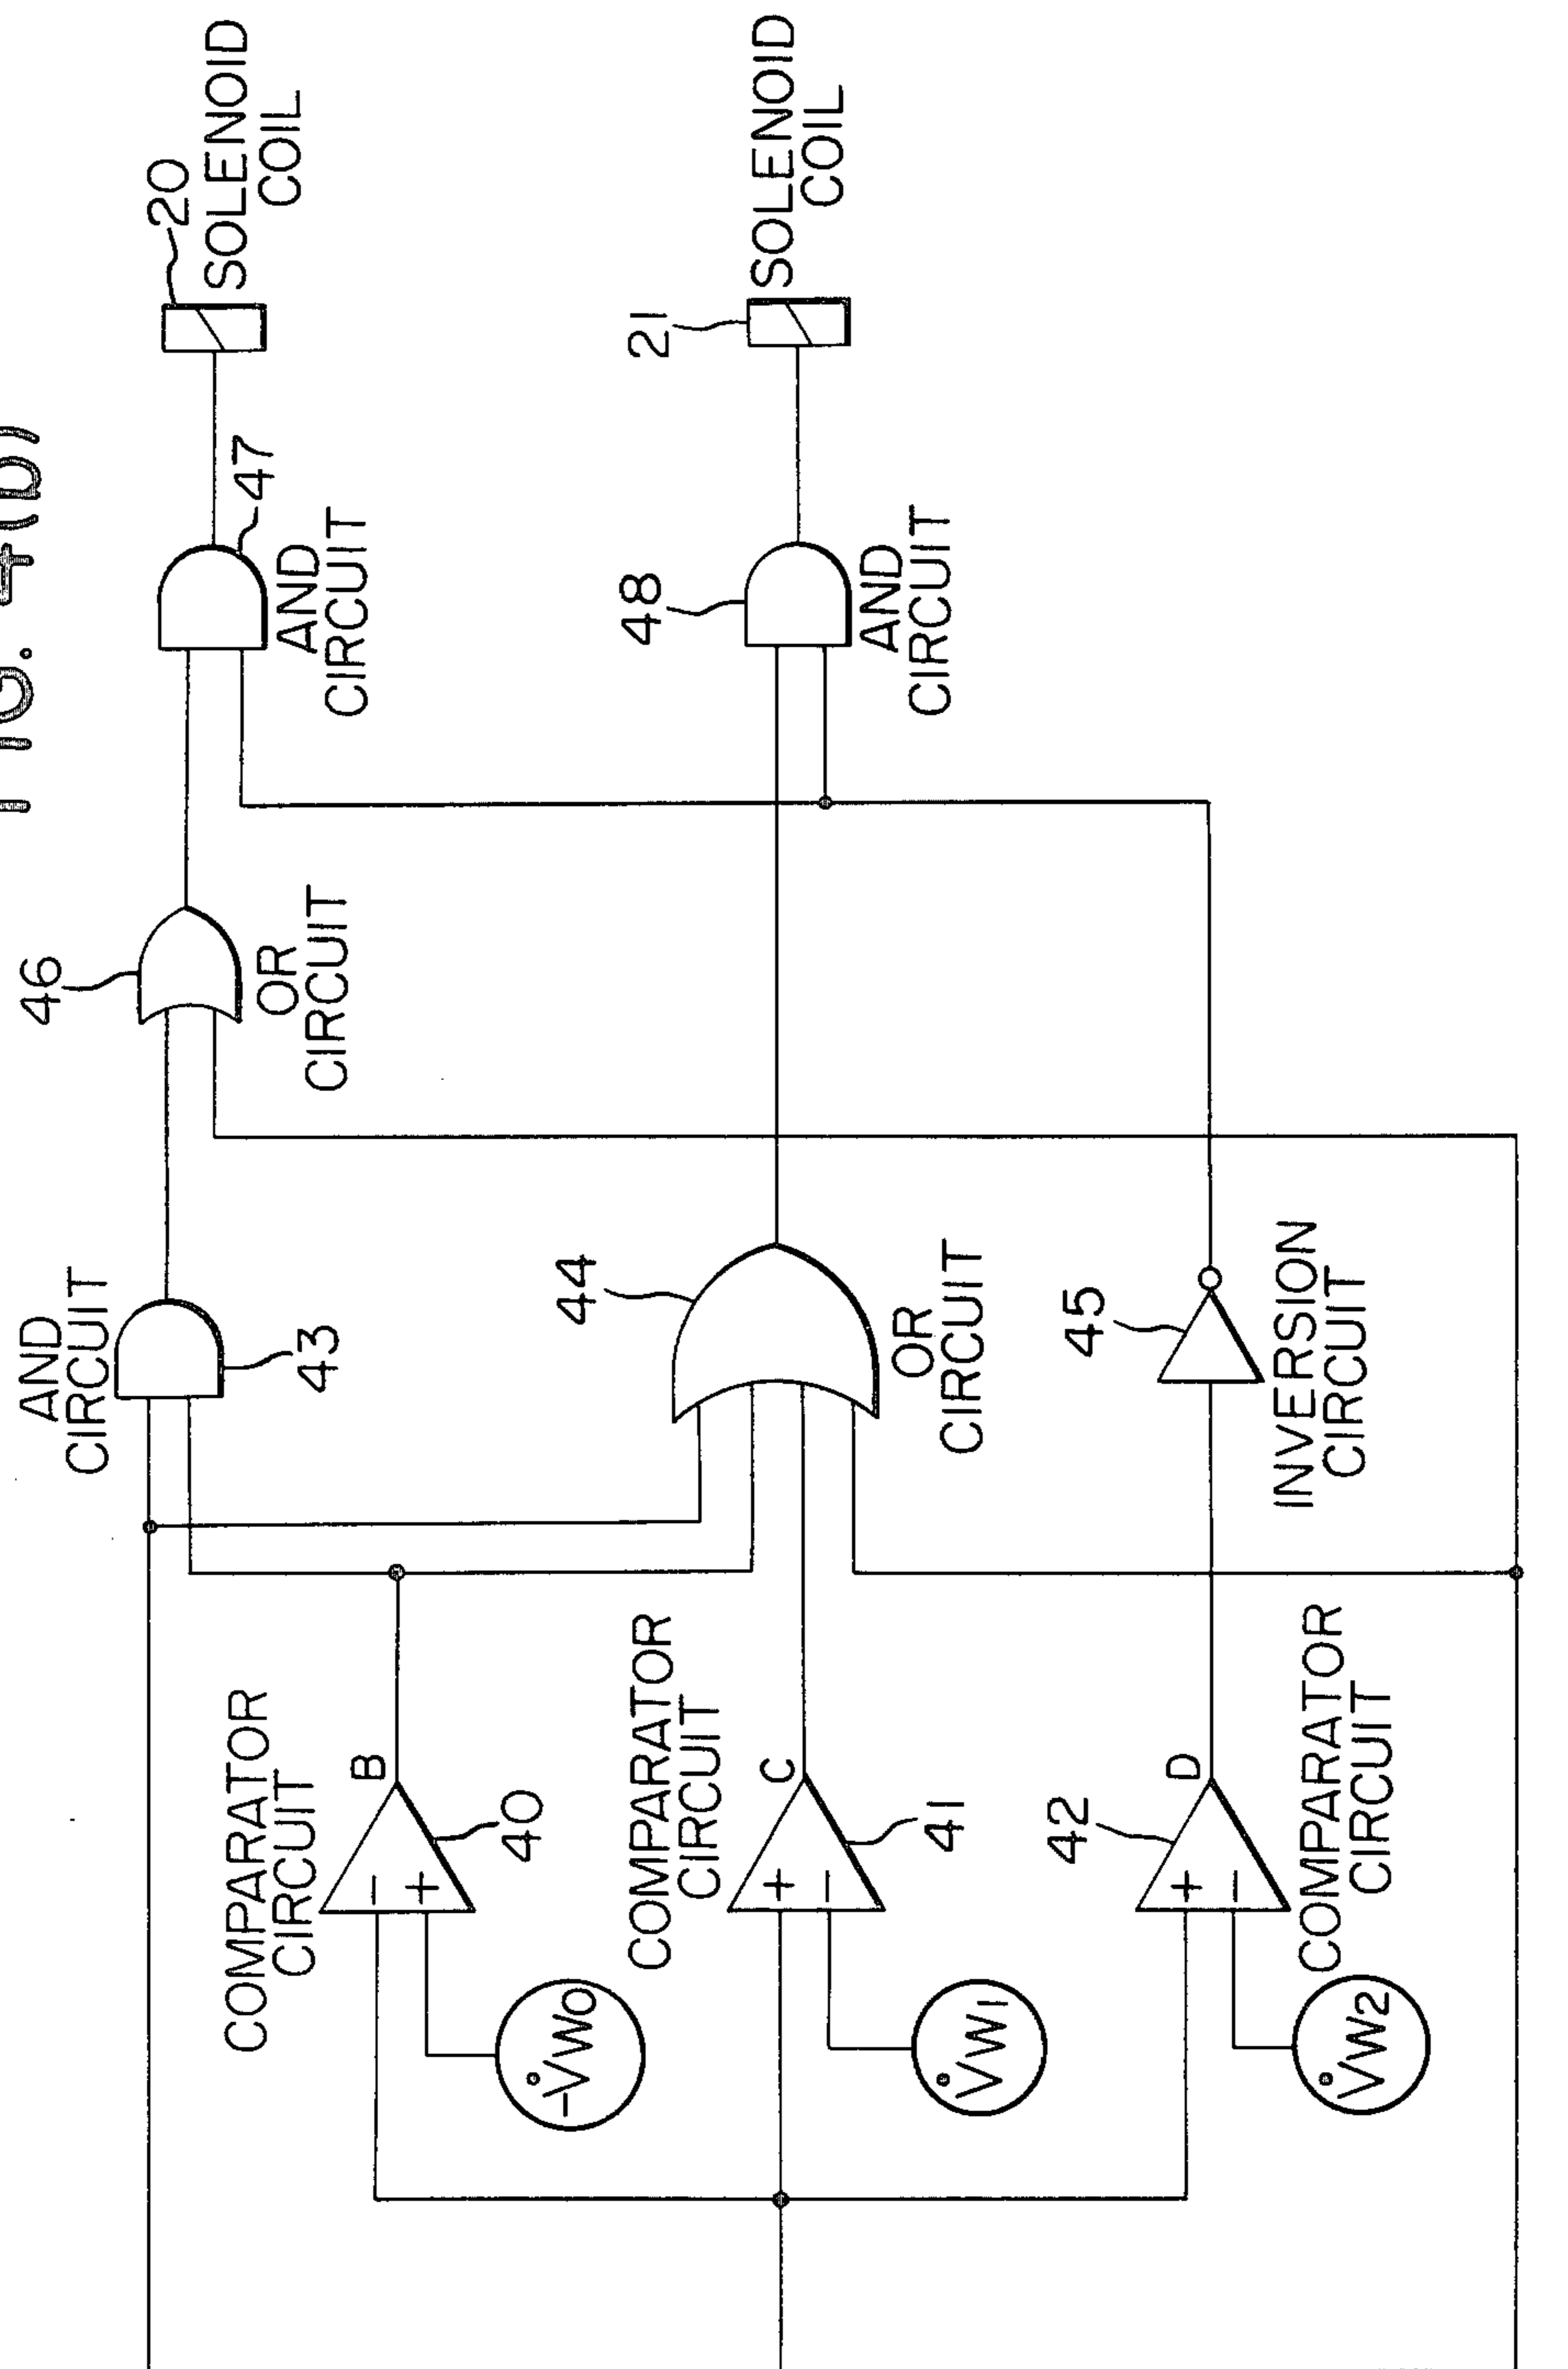 FIG. 4(b)
AND
CIRCUIT
43
46
OR
CIRCUIT
47
AND
CIRCUIT
20
SOLENOID
COIL
COMPARATOR
CIRCUIT
B
40
-V̊W0
44
OR
CIRCUIT
48
AND
CIRCUIT
21
SOLENOID
COIL
COMPARATOR
CIRCUIT
C
41
V̊W1
45
INVERSION
CIRCUIT
42
D
COMPARATOR
CIRCUIT
V̊W2
− +
+ −
+ −